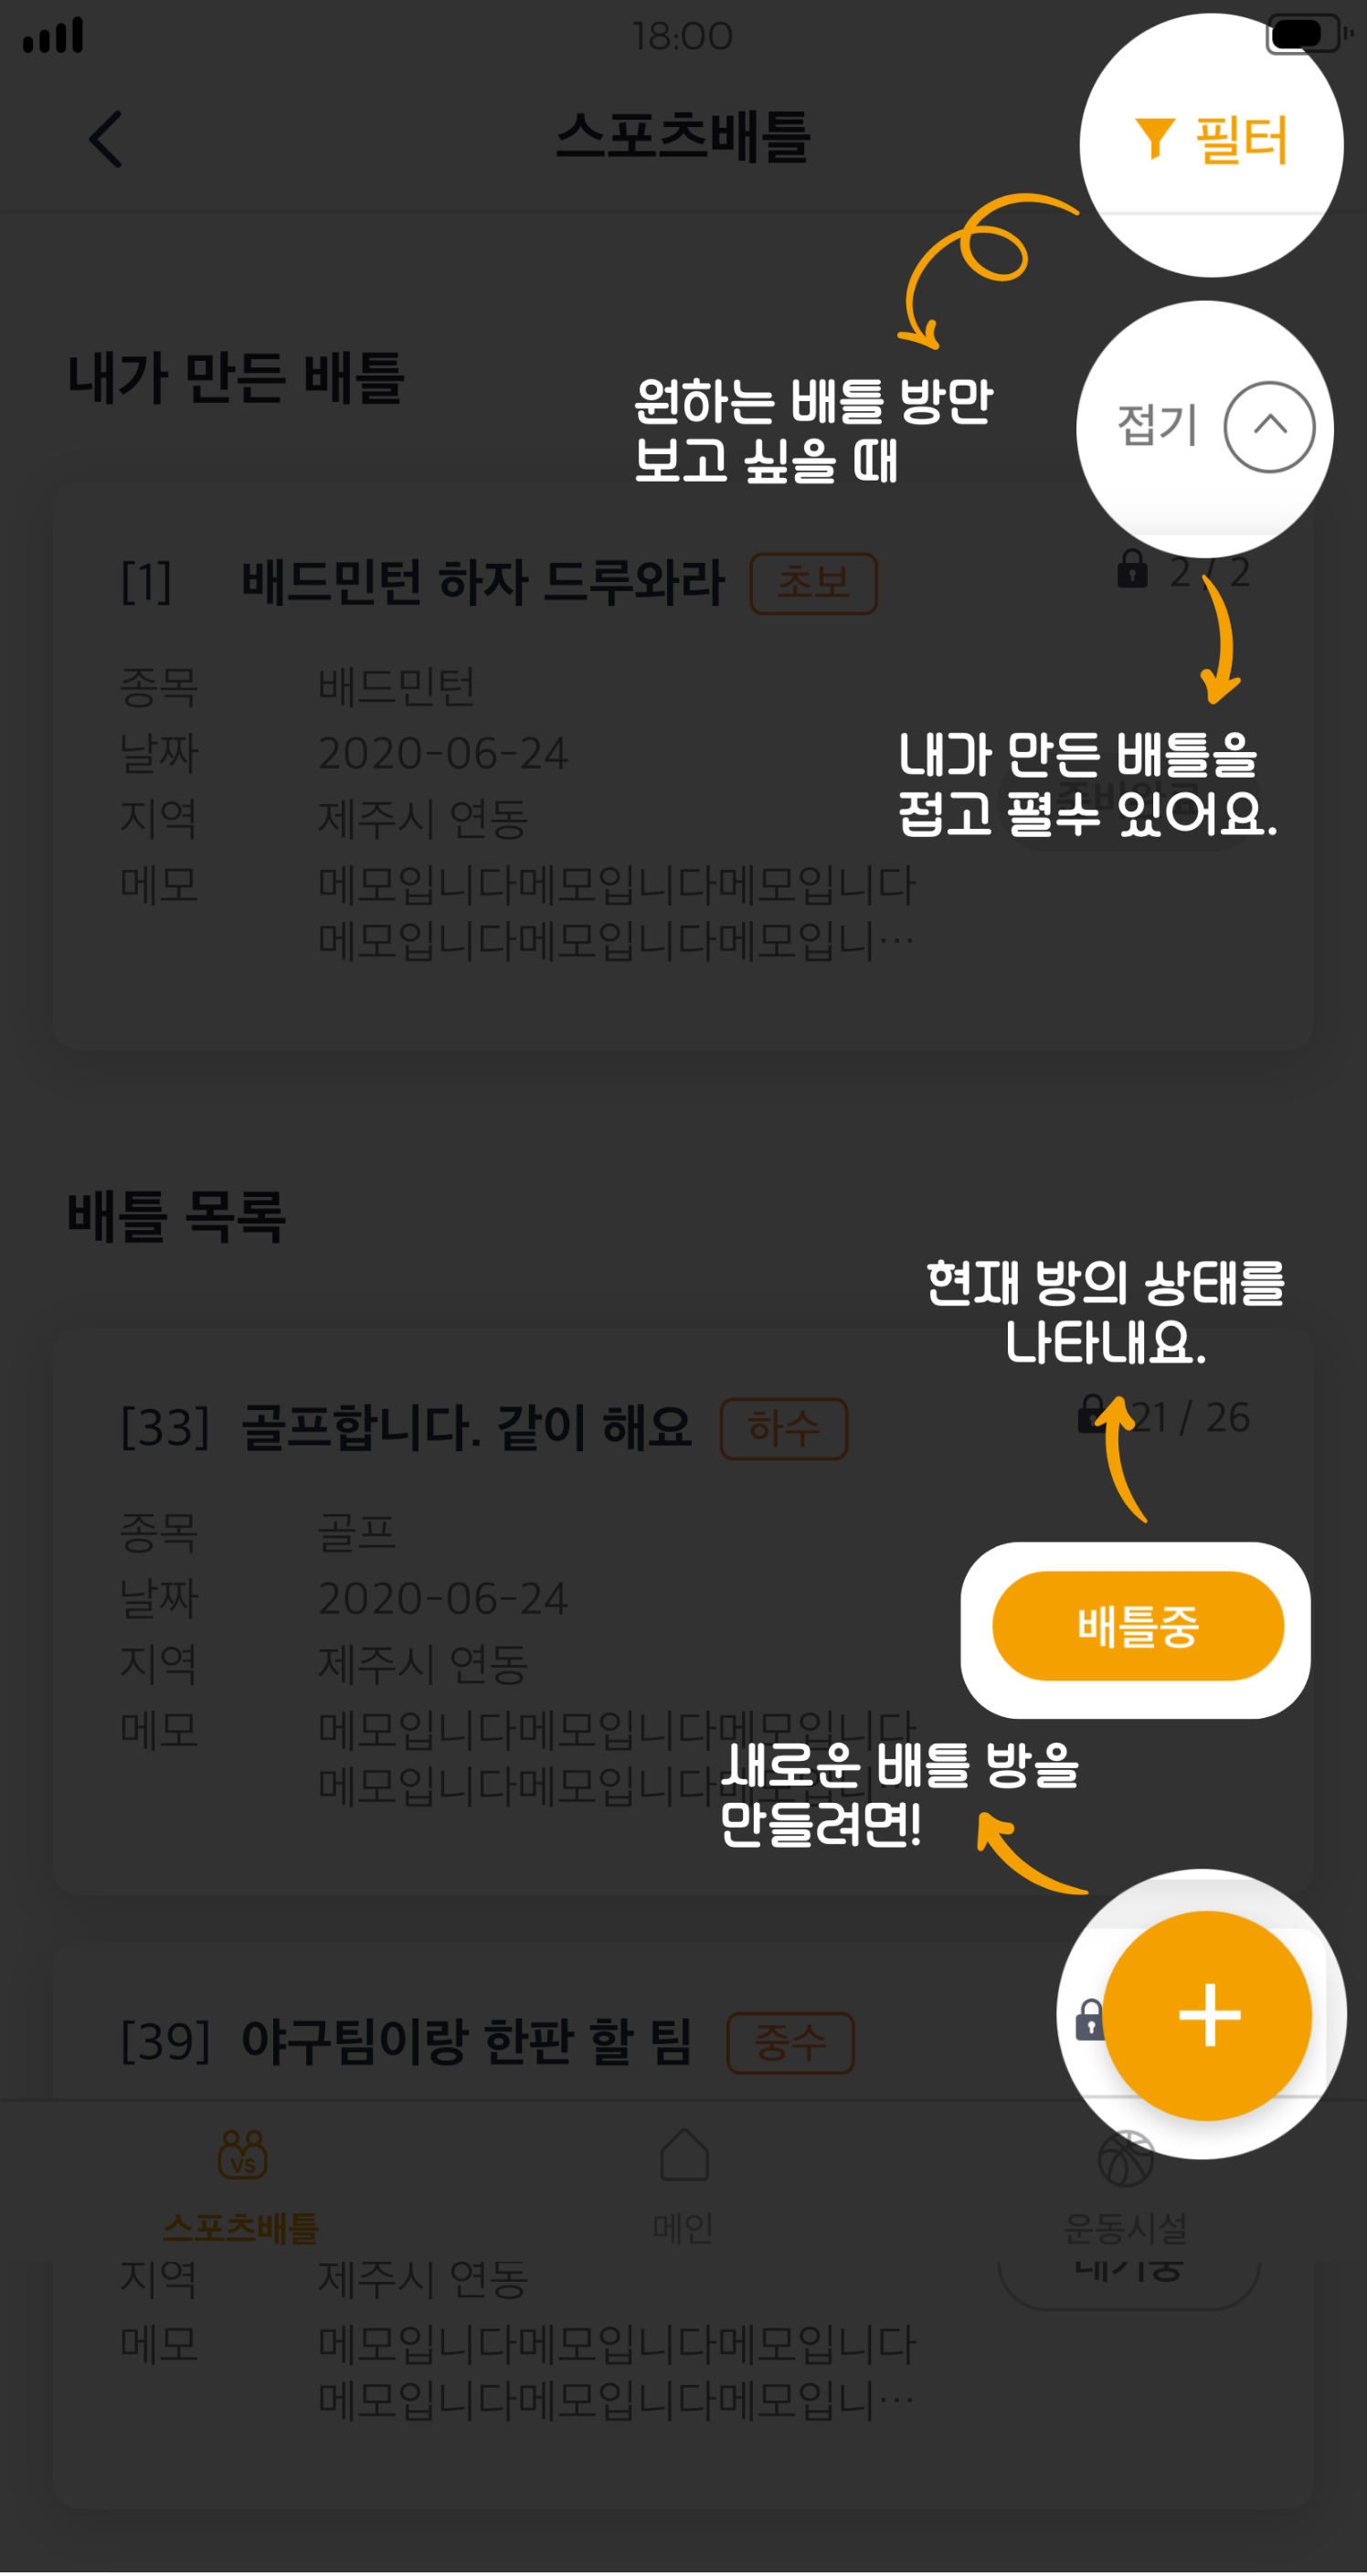 18:00
스포츠배틀
필터
내가 만든 배틀
접기
원하는 배틀 방만
보고 싶을 때
[1] 배드민턴 하자 드루와라 초보 2 / 2
종목 배드민턴
날짜 2020-06-24
내가 만든 배틀을
접고 펼수 있어요.
지역 제주시 연동
메모 메모입니다메모입니다메모입니다
메모입니다메모입니다메모입니…
배틀 목록
현재 방의 상태를
나타내요.
[33] 골프합니다. 같이 해요 하수 21 / 26
종목 골프
날짜 2020-06-24
배틀중
지역 제주시 연동
메모 메모입니다메모입니다메모입니다
메모입니다메모입니다메모입니
새로운 배틀 방을
만들려면!
[39] 야구팀이랑 한판 할 팀 중수
+
VS
스포츠배틀 메인 운동시설
지역 제주시 연동 대기중
메모 메모입니다메모입니다메모입니다
메모입니다메모입니다메모입니…